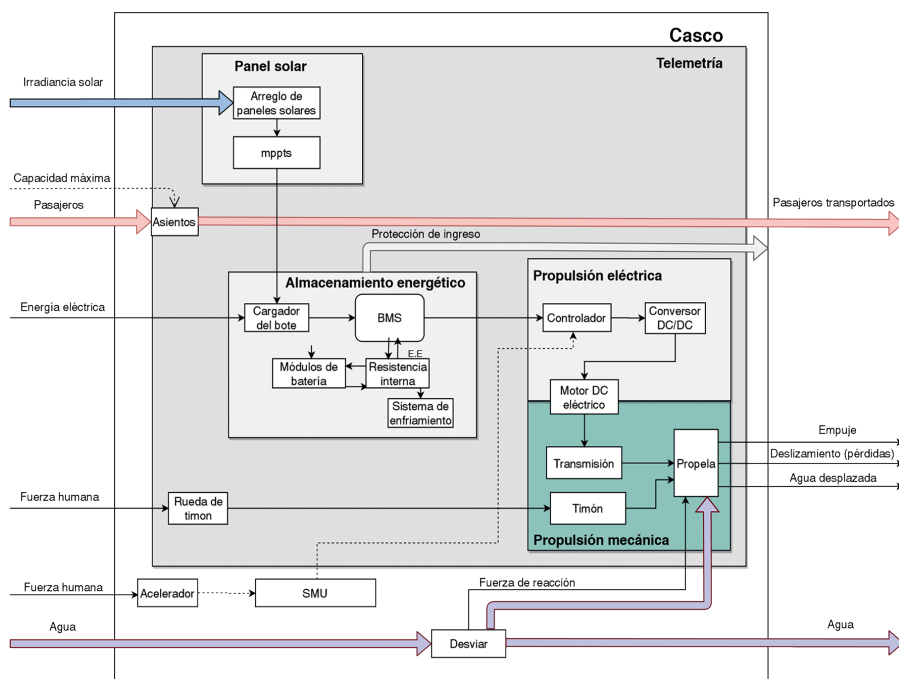 Casco
Telemetría
Panel solar
Irradiancia solar
Arreglo de
paneles solares
mppts
Capacidad máxima
Pasajeros
Asientos
Pasajeros transportados
Protección de ingreso
Almacenamiento energético
Propulsión eléctrica
Energía eléctrica
Cargador
del bote
BMS
Controlador
Conversor
DC/DC
E.E
Módulos de
batería
Resistencia
interna
Sistema de
enfriamiento
Motor DC
eléctrico
Empuje
Transmisión
Propela
Deslizamiento (pérdidas)
Agua desplazada
Fuerza humana
Rueda de
timon
Timón
Propulsión mecánica
Fuerza humana
Acelerador
SMU
Fuerza de reacción
Agua
Desviar
Agua